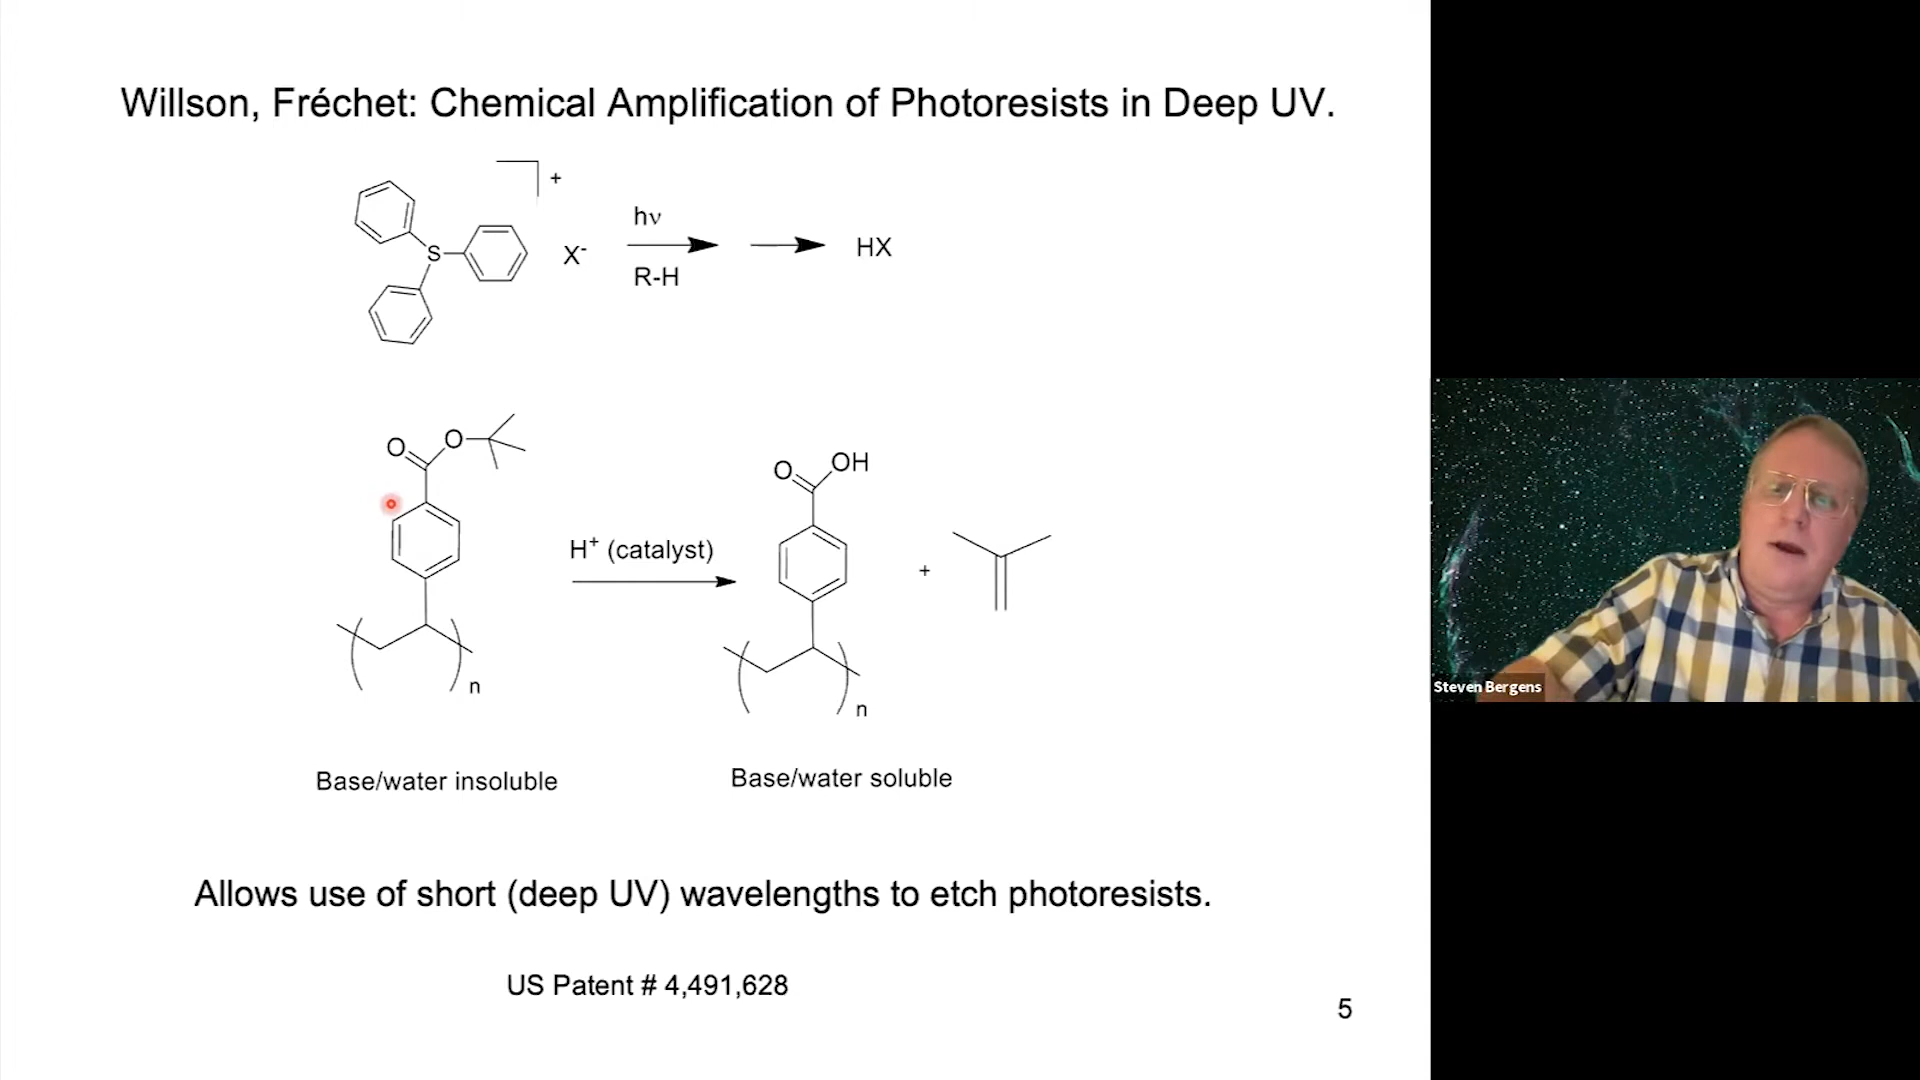 Willson, Fréchet: Chemical Amplification of Photoresists in Deep UV.
+
hν
S
X-
R-H
HX
O
O
O
OH
H+ (catalyst)
+
n
n
Base/water insoluble
Base/water soluble
Allows use of short (deep UV) wavelengths to etch photoresists.
US Patent # 4,491,628
5
Steven Bergens